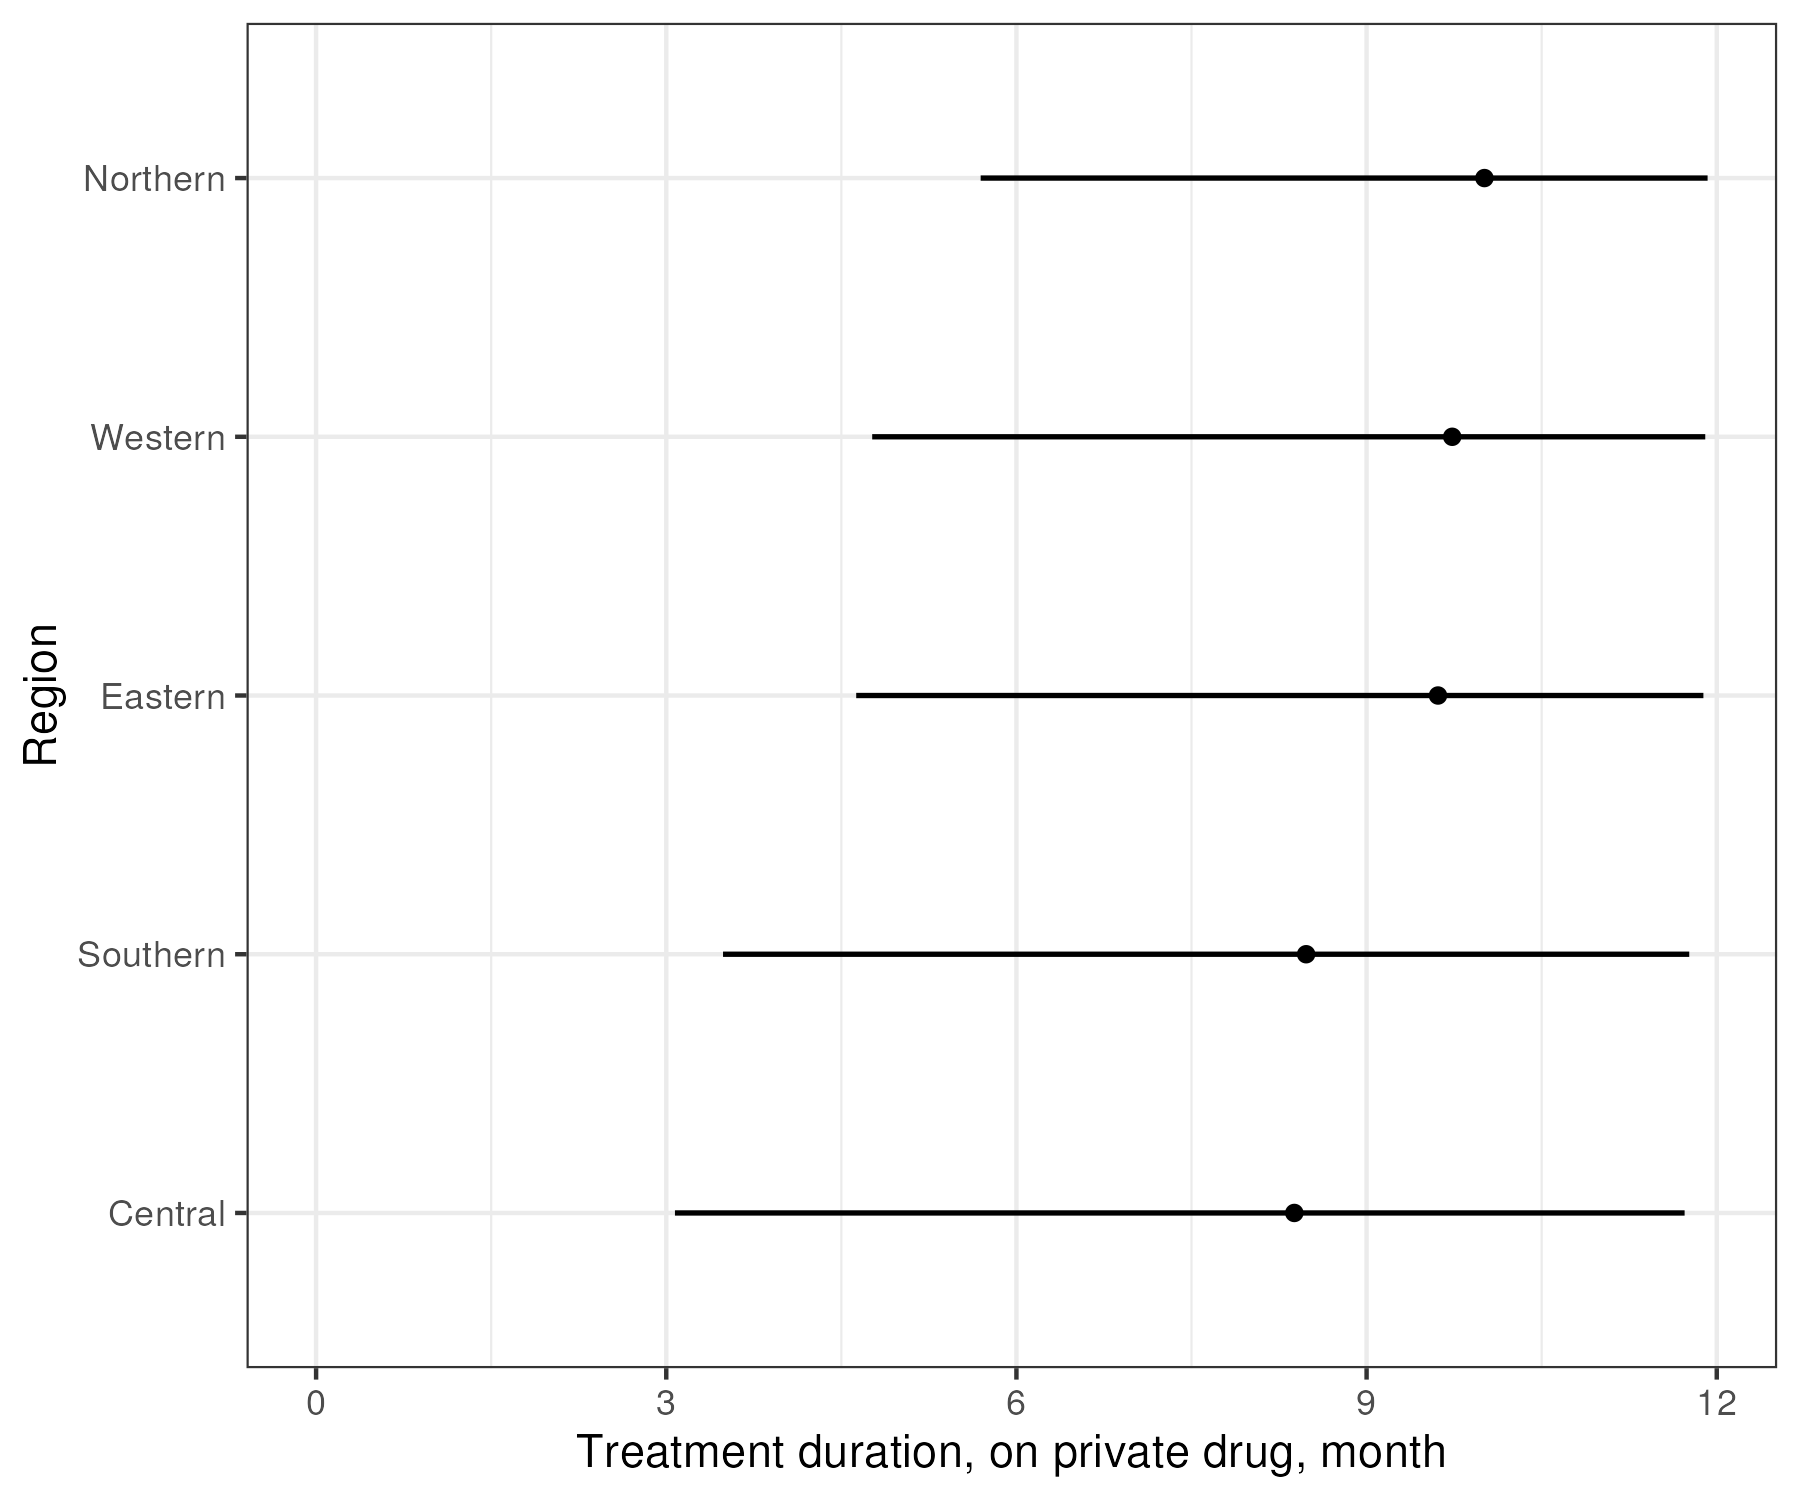 Region
Northern
Western
Eastern
Southern
Central
0 3 6 9 12
Treatment duration, on private drug, month